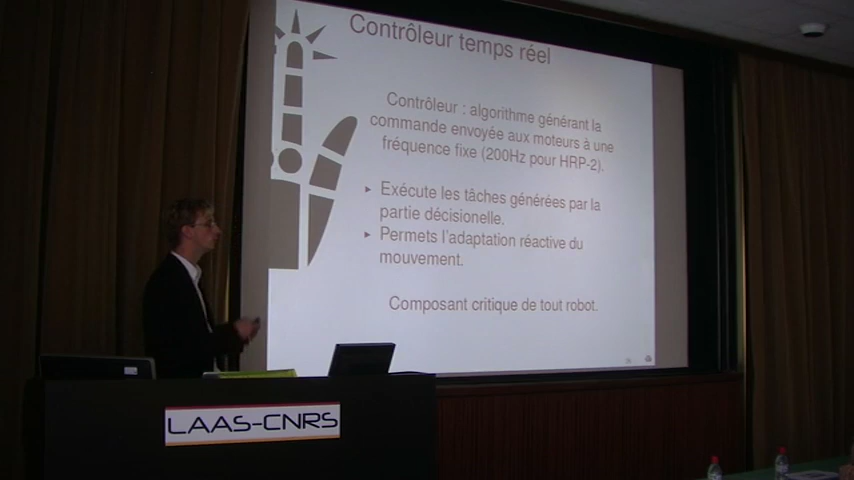 Contrôleur temps réel
Contrôleur : algorithme générant la
commande envoyée aux moteurs à une
fréquence fixe (200Hz pour HRP-2).
▸ Exécute les tâches générées par la
partie décisionelle.
▸ Permets l'adaptation réactive du
mouvement.
Composant critique de tout robot.
LAAS-CNRS